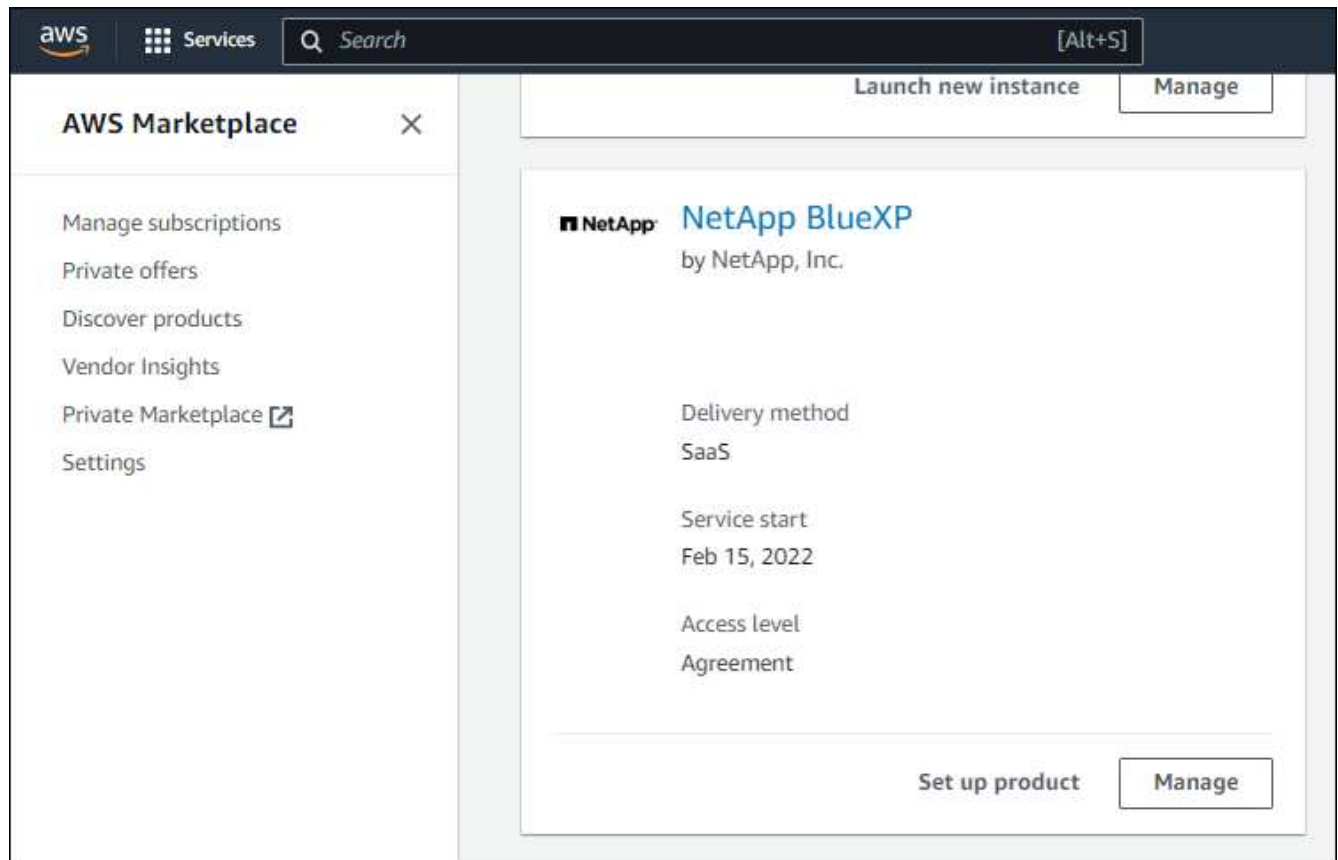 aws
Services
Search
[Alt+S]
AWS Marketplace
Manage subscriptions
Private offers
Discover products
Vendor Insights
Private Marketplace
Settings
Launch new instance
Manage
NetApp
NetApp BlueXP
by NetApp, Inc.
Delivery method
SaaS
Service start
Feb 15, 2022
Access level
Agreement
Set up product
Manage